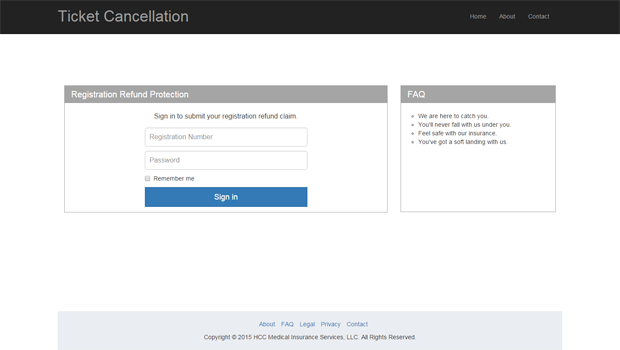 Ticket Cancellation
Home About Contact
Registration Refund Protection
Sign in to submit your registration refund claim.
Registration Number
Password
Remember me
Sign in
FAQ
We are here to catch you.
You'll never fall with us under you.
Feel safe with our insurance.
You've got a soft landing with us.
About FAQ Legal Privacy Contact
Copyright © 2015 HCC Medical Insurance Services, LLC. All Rights Reserved.